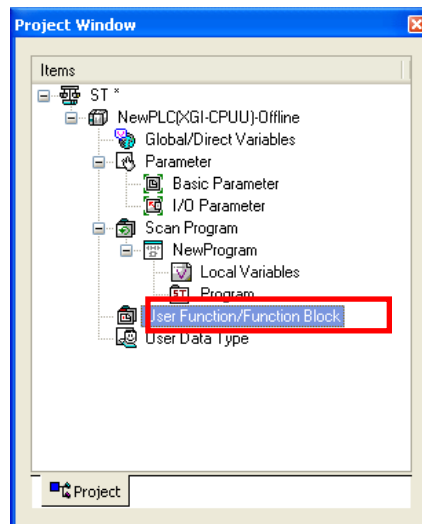 Project Window
Items
ST *
NewPLC(XGI-CPUU)-Offline
Global/Direct Variables
Parameter
Basic Parameter
I/O Parameter
Scan Program
NewProgram
Local Variables
ST Program
User Function/Function Block
User Data Type
Project